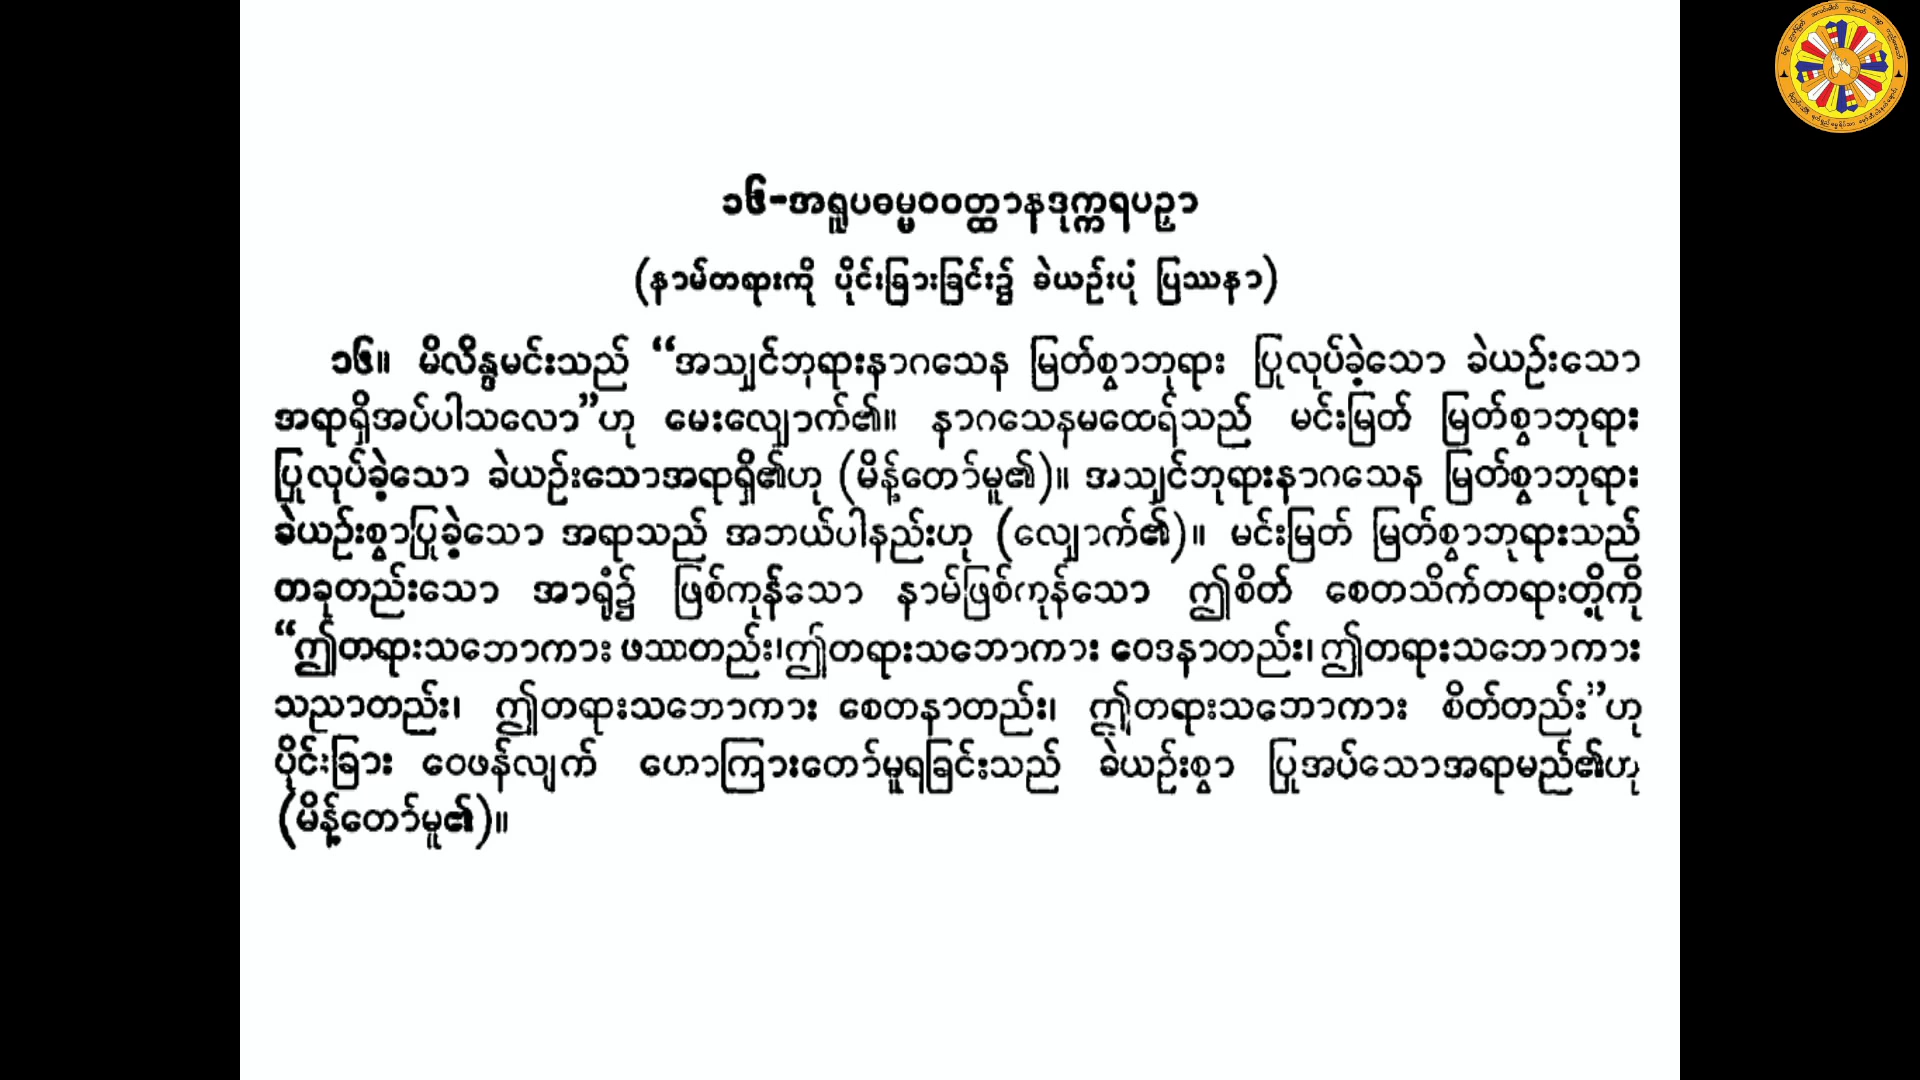 ၁၆-အရူပဓမ္မဝဝတ္ထာနဒုက္ကရပဉှာ
(နာမ်တရားကို ပိုင်းခြားခြင်း၌ ခဲယဉ်းပုံ ပြဿနာ)
၁၆။ မိလိန္ဒမင်းသည် “အသျှင်ဘုရားနာဂသေန မြတ်စွာဘုရား ပြုလုပ်ခဲ့သော ခဲယဉ်းသော
အရာရှိအပ်ပါသလော”ဟု မေးလျှောက်၏။ နာဂသေနမထေရ်သည် မင်းမြတ် မြတ်စွာဘုရား
ပြုလုပ်ခဲ့သော ခဲယဉ်းသောအရာရှိ၏ဟု (မိန့်တော်မူ၏)။ အသျှင်ဘုရားနာဂသေန မြတ်စွာဘုရား
ခဲယဉ်းစွာပြုခဲ့သော အရာသည် အဘယ်ပါနည်းဟု (လျှောက်၏)။ မင်းမြတ် မြတ်စွာဘုရားသည်
တခုတည်းသော အာရုံ၌ ဖြစ်ကုန်သော နာမ်ဖြစ်ကုန်သော ဤစိတ် စေတသိက်တရားတို့ကို
“ဤတရားသဘောကား ဖဿတည်း၊ ဤတရားသဘောကား ဝေဒနာတည်း၊ ဤတရားသဘောကား
သညာတည်း၊ ဤတရားသဘောကား စေတနာတည်း၊ ဤတရားသဘောကား စိတ်တည်း”ဟု
ပိုင်းခြား ဝေဖန်လျက် ဟောကြားတော်မူရခြင်းသည် ခဲယဉ်းစွာ ပြုအပ်သောအရာမည်၏ဟု
(မိန့်တော်မူ၏)။